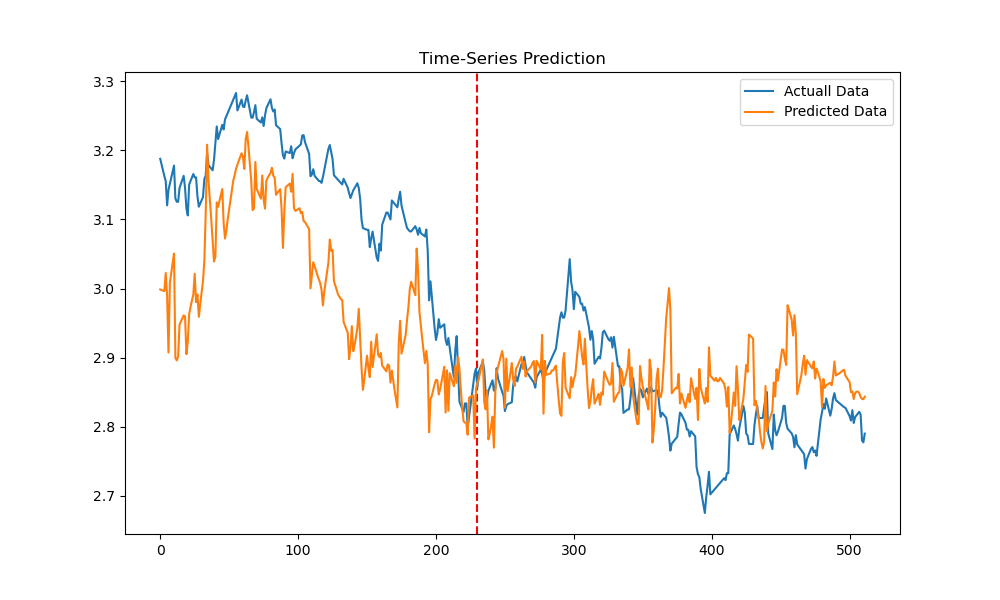 Time-Series Prediction
Actuall Data
Predicted Data
3.3
3.2
3.1
3.0
2.9
2.8
2.7
0 100 200 300 400 500